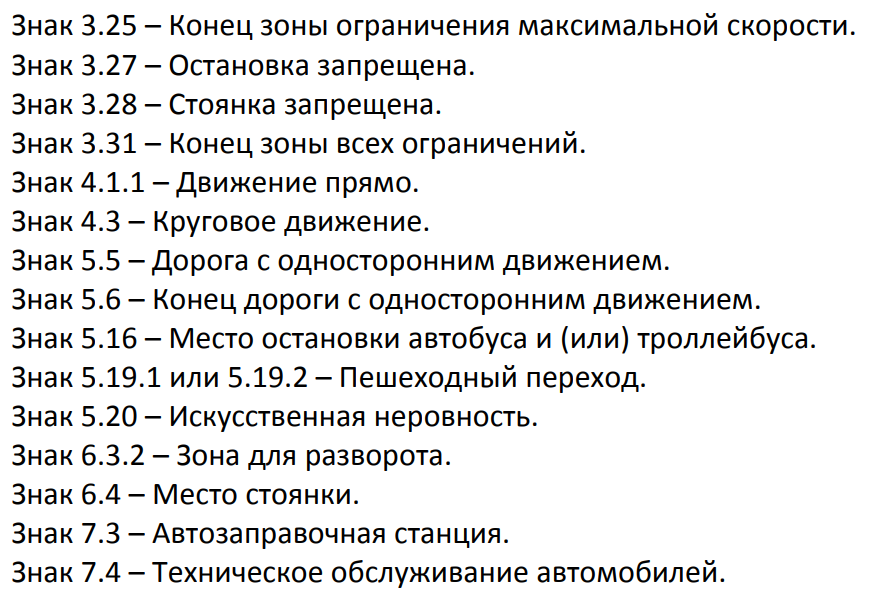 Знак 3.25 – Конец зоны ограничения максимальной скорости.
Знак 3.27 – Остановка запрещена.
Знак 3.28 – Стоянка запрещена.
Знак 3.31 – Конец зоны всех ограничений.
Знак 4.1.1 – Движение прямо.
Знак 4.3 – Круговое движение.
Знак 5.5 – Дорога с односторонним движением.
Знак 5.6 – Конец дороги с односторонним движением.
Знак 5.16 – Место остановки автобуса и (или) троллейбуса.
Знак 5.19.1 или 5.19.2 – Пешеходный переход.
Знак 5.20 – Искусственная неровность.
Знак 6.3.2 – Зона для разворота.
Знак 6.4 – Место стоянки.
Знак 7.3 – Автозаправочная станция.
Знак 7.4 – Техническое обслуживание автомобилей.